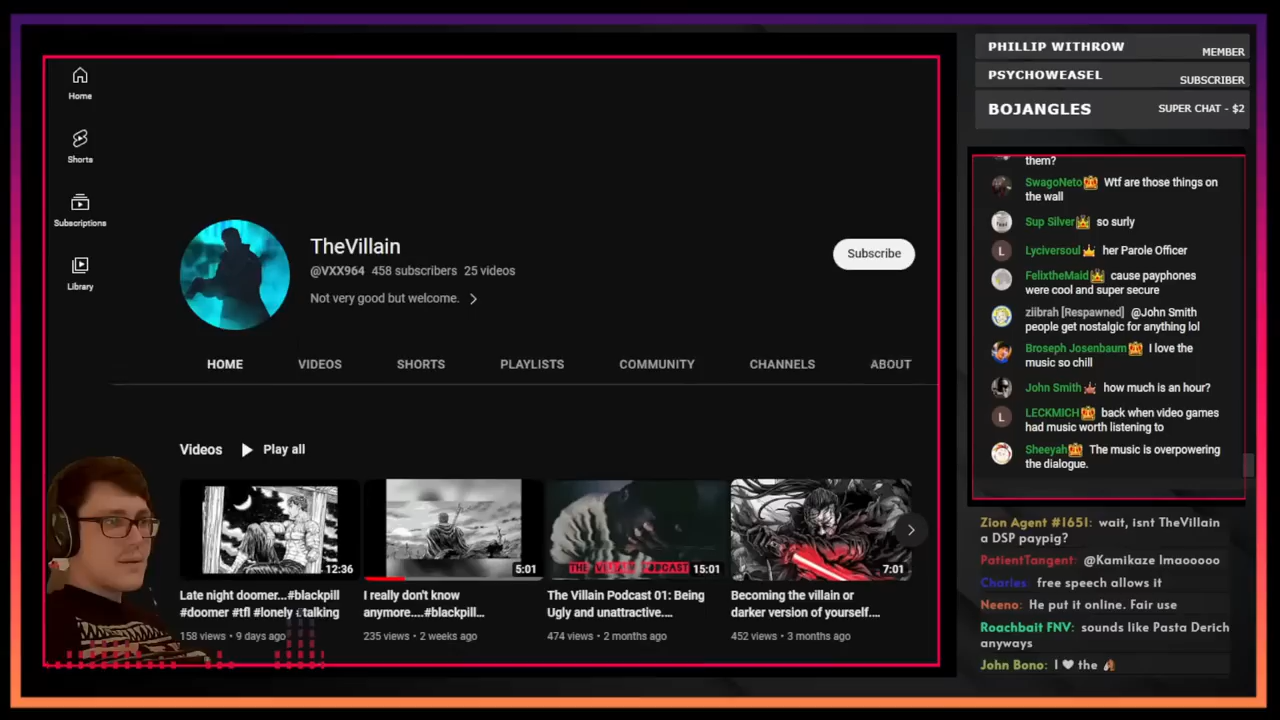 Home
Shorts
Subscriptions
Library
TheVillain
@VXX964 458 subscribers 25 videos
Not very good but welcome.
Subscribe
HOME VIDEOS SHORTS PLAYLISTS COMMUNITY CHANNELS ABOUT
Videos Play all
12:36
Late night doomer...#blackpill
#doomer #tfl #lonely #talking
158 views • 9 days ago
5:01
I really don't know
anymore....#blackpill...
235 views • 2 weeks ago
THE VILLAIN PODCAST
15:01
The Villain Podcast 01: Being
Ugly and unattractive....
474 views • 2 months ago
7:01
Becoming the villain or
darker version of yourself....
452 views • 3 months ago
PHILLIP WITHROW MEMBER
PSYCHOWEASEL SUBSCRIBER
BOJANGLES SUPER CHAT - $2
them?
SwagoNeto Wtf are those things on
the wall
Sup Silver so surly
L
Lyciversoul her Parole Officer
FelixtheMaid cause payphones
were cool and super secure
ziibrah [Respawned] @John Smith
people get nostalgic for anything lol
Broseph Josenbaum I love the
music so chill
John Smith how much is an hour?
L
LECKMICH back when video games
had music worth listening to
Sheeyah The music is overpowering
the dialogue.
Zion Agent #1651: wait, isnt TheVillain
a DSP paypig?
PatientTangent: @Kamikaze lmaooooo
Charles: free speech allows it
Neeno: He put it online. Fair use
Roachbait FNV: sounds like Pasta Derich
anyways
John Bono: I ♥ the